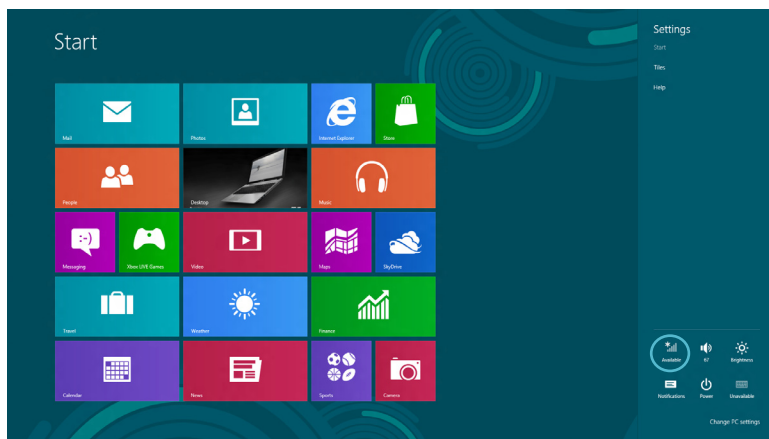 Start
Mail
Photos
Internet Explorer
Store
People
Desktop
Music
Messaging
Xbox LIVE Games
Video
Maps
SkyDrive
Travel
Weather
Finance
Calendar
News
Sports
Camera
Settings
Start
Tiles
Help
Available
67
Brightness
Notifications
Power
Unavailable
Change PC settings